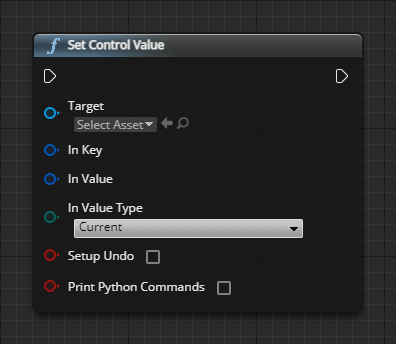 Set Control Value
Target
Select Asset
In Key
In Value
In Value Type
Current
Setup Undo
Print Python Commands